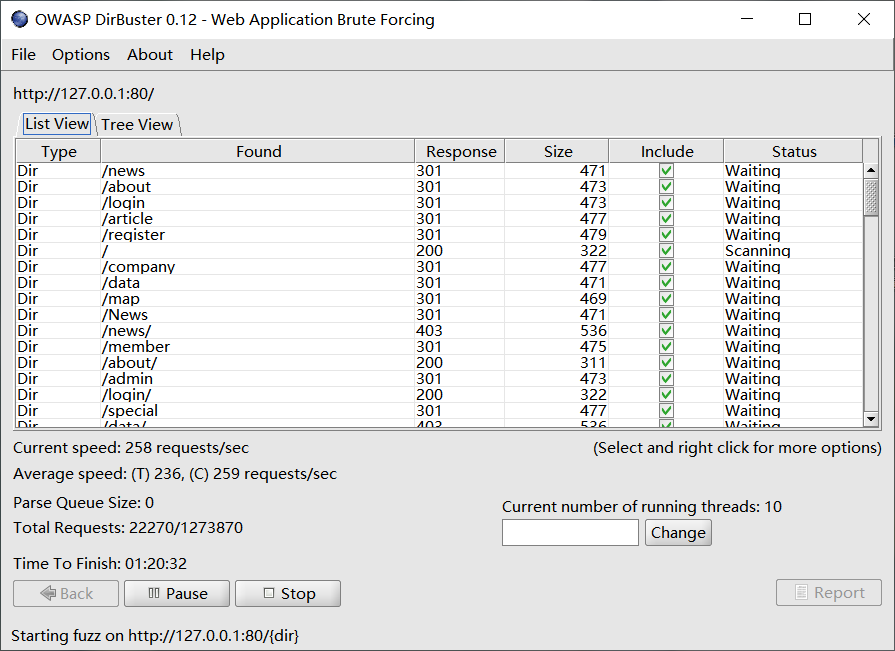 OWASP DirBuster 0.12 - Web Application Brute Forcing
File Options About Help
http://127.0.0.1:80/
List View Tree View
Type Found Response Size Include Status
Dir /news 301 471 Waiting
Dir /about 301 473 Waiting
Dir /login 301 473 Waiting
Dir /article 301 477 Waiting
Dir /register 301 479 Waiting
Dir / 200 322 Scanning
Dir /company 301 477 Waiting
Dir /data 301 471 Waiting
Dir /map 301 469 Waiting
Dir /News 301 471 Waiting
Dir /news/ 403 536 Waiting
Dir /member 301 475 Waiting
Dir /about/ 200 311 Waiting
Dir /admin 301 473 Waiting
Dir /login/ 200 322 Waiting
Dir /special 301 477 Waiting
Dir /data/ 403 536 Waiting
Current speed: 258 requests/sec (Select and right click for more options)
Average speed: (T) 236, (C) 259 requests/sec
Parse Queue Size: 0
Current number of running threads: 10
Total Requests: 22270/1273870
Change
Time To Finish: 01:20:32
Back Pause Stop Report
Starting fuzz on http://127.0.0.1:80/{dir}